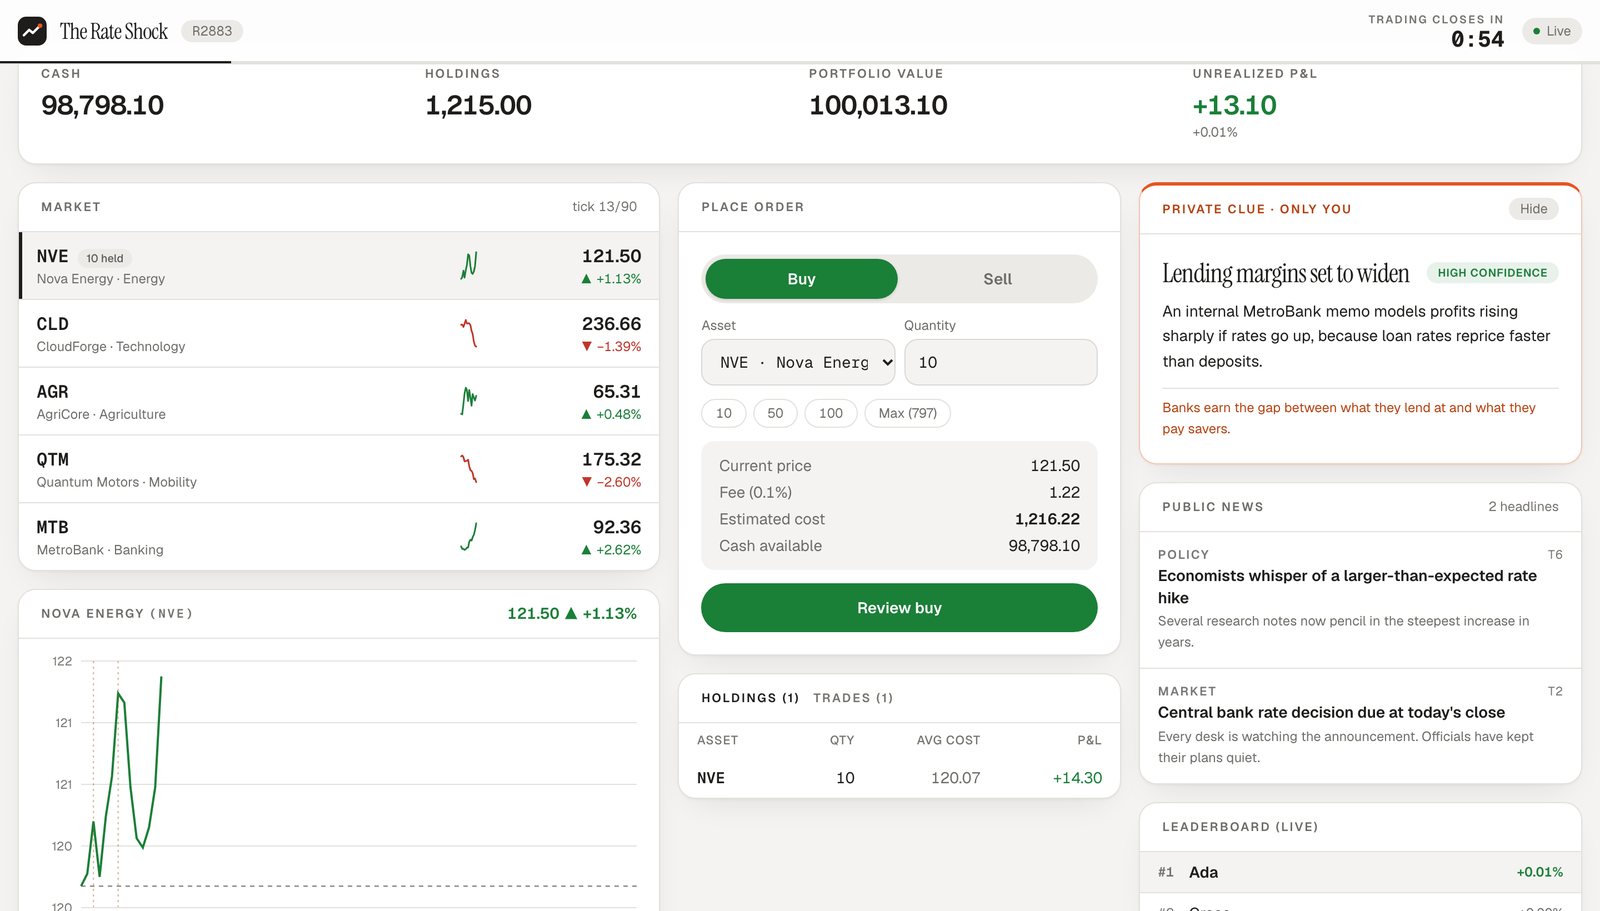 The Rate Shock
R2883
TRADING CLOSES IN
0:54
Live
CASH
98,798.10
HOLDINGS
1,215.00
PORTFOLIO VALUE
100,013.10
UNREALIZED P&L
+13.10
+0.01%
MARKET
tick 13/90
NVE 10 held
121.50
Nova Energy · Energy
▲ +1.13%
CLD
236.66
CloudForge · Technology
▼ −1.39%
AGR
65.31
AgriCore · Agriculture
▲ +0.48%
QTM
175.32
Quantum Motors · Mobility
▼ −2.60%
MTB
92.36
MetroBank · Banking
▲ +2.62%
NOVA ENERGY (NVE)
121.50 ▲ +1.13%
122
121
121
120
120
PLACE ORDER
Buy
Sell
Asset
Quantity
NVE · Nova Energ
10
10
50
100
Max (797)
Current price
121.50
Fee (0.1%)
1.22
Estimated cost
1,216.22
Cash available
98,798.10
Review buy
HOLDINGS (1)
TRADES (1)
ASSET
QTY
AVG COST
P&L
NVE
10
120.07
+14.30
PRIVATE CLUE · ONLY YOU
Hide
Lending margins set to widen
HIGH CONFIDENCE
An internal MetroBank memo models profits rising
sharply if rates go up, because loan rates reprice faster
than deposits.
Banks earn the gap between what they lend at and what they
pay savers.
PUBLIC NEWS
2 headlines
POLICY
T6
Economists whisper of a larger-than-expected rate
hike
Several research notes now pencil in the steepest increase in
years.
MARKET
T2
Central bank rate decision due at today's close
Every desk is watching the announcement. Officials have kept
their plans quiet.
LEADERBOARD (LIVE)
#1
Ada
+0.01%